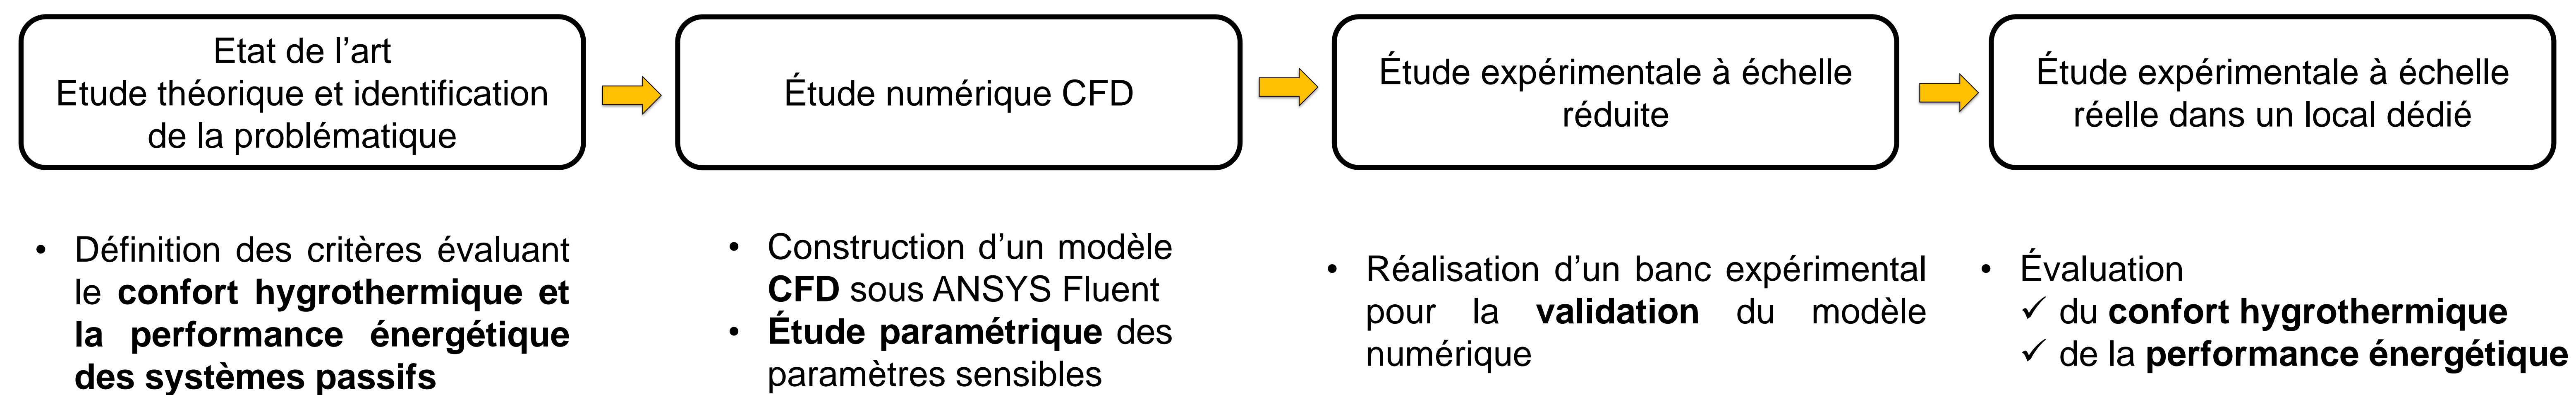 Etat de l’art
Etude théorique et identification
de la problématique
Étude numérique CFD
Étude expérimentale à échelle
réduite
Étude expérimentale à échelle
réelle dans un local dédié
• Définition des critères évaluant
le confort hygrothermique et
la performance énergétique
des systèmes passifs
• Construction d’un modèle
CFD sous ANSYS Fluent
• Étude paramétrique des
paramètres sensibles
• Réalisation d’un banc expérimental
pour la validation du modèle
numérique
• Évaluation
✓ du confort hygrothermique
✓ de la performance énergétique